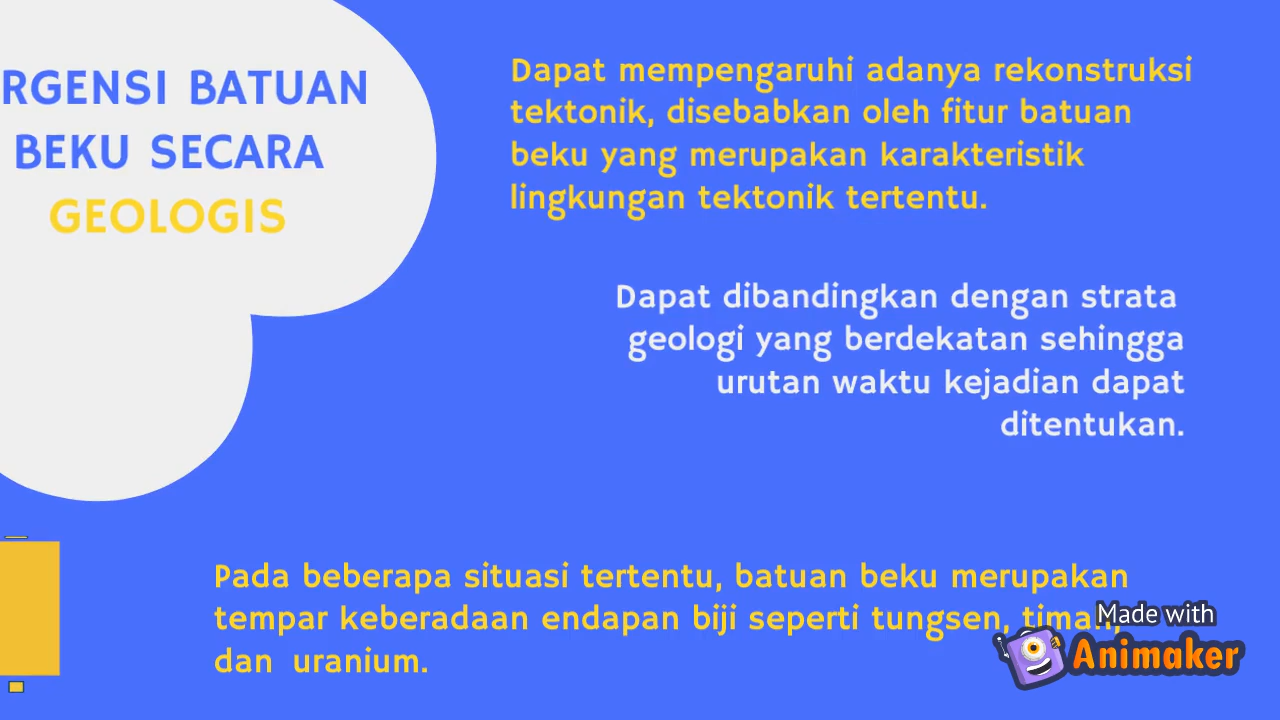 RGENSI BATUAN
BEKU SECARA
GEOLOGIS
Dapat mempengaruhi adanya rekonstruksi
tektonik, disebabkan oleh fitur batuan
beku yang merupakan karakteristik
lingkungan tektonik tertentu.
Dapat dibandingkan dengan strata
geologi yang berdekatan sehingga
urutan waktu kejadian dapat
ditentukan.
Pada beberapa situasi tertentu, batuan beku merupakan
tempar keberadaan endapan biji seperti tungsen, timah,
dan uranium.
Made with
Animaker